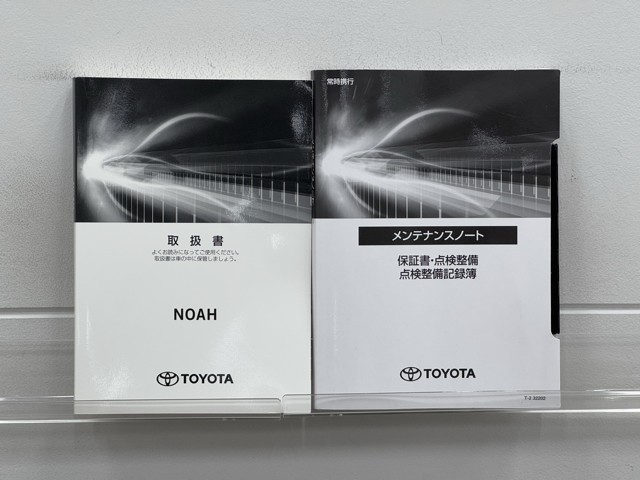 取扱書
よくお読みになってご使用ください。
取扱書は車の中に保管しましょう。
NOAH
TOYOTA
常時携行
メンテナンスノート
保証書・点検整備
点検整備記録簿
TOYOTA